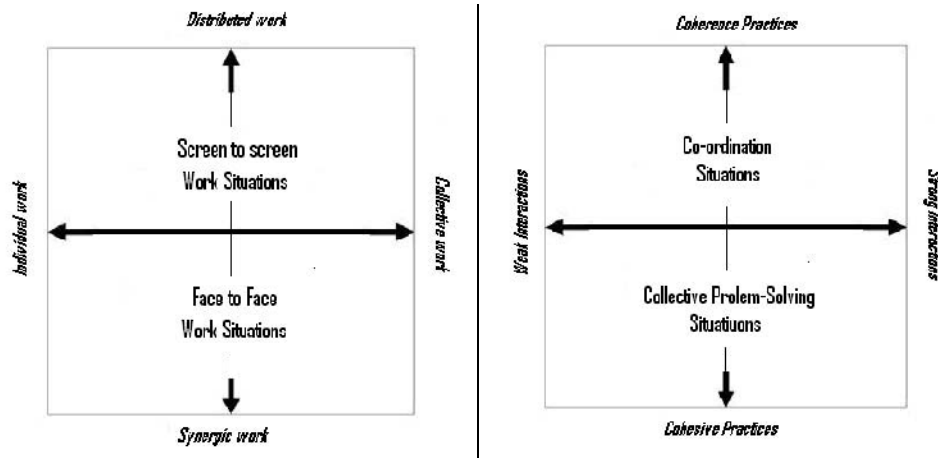 Distributed work
Screen to screen
Work Situations
Individual work
Collective work
Face to Face
Work Situations
Synergic work
Coherence Practices
Co-ordination
Situations
Weak Interactions
Strong Interactions
Collective Prolem-Solving
Situatiuons
Cohesive Practices